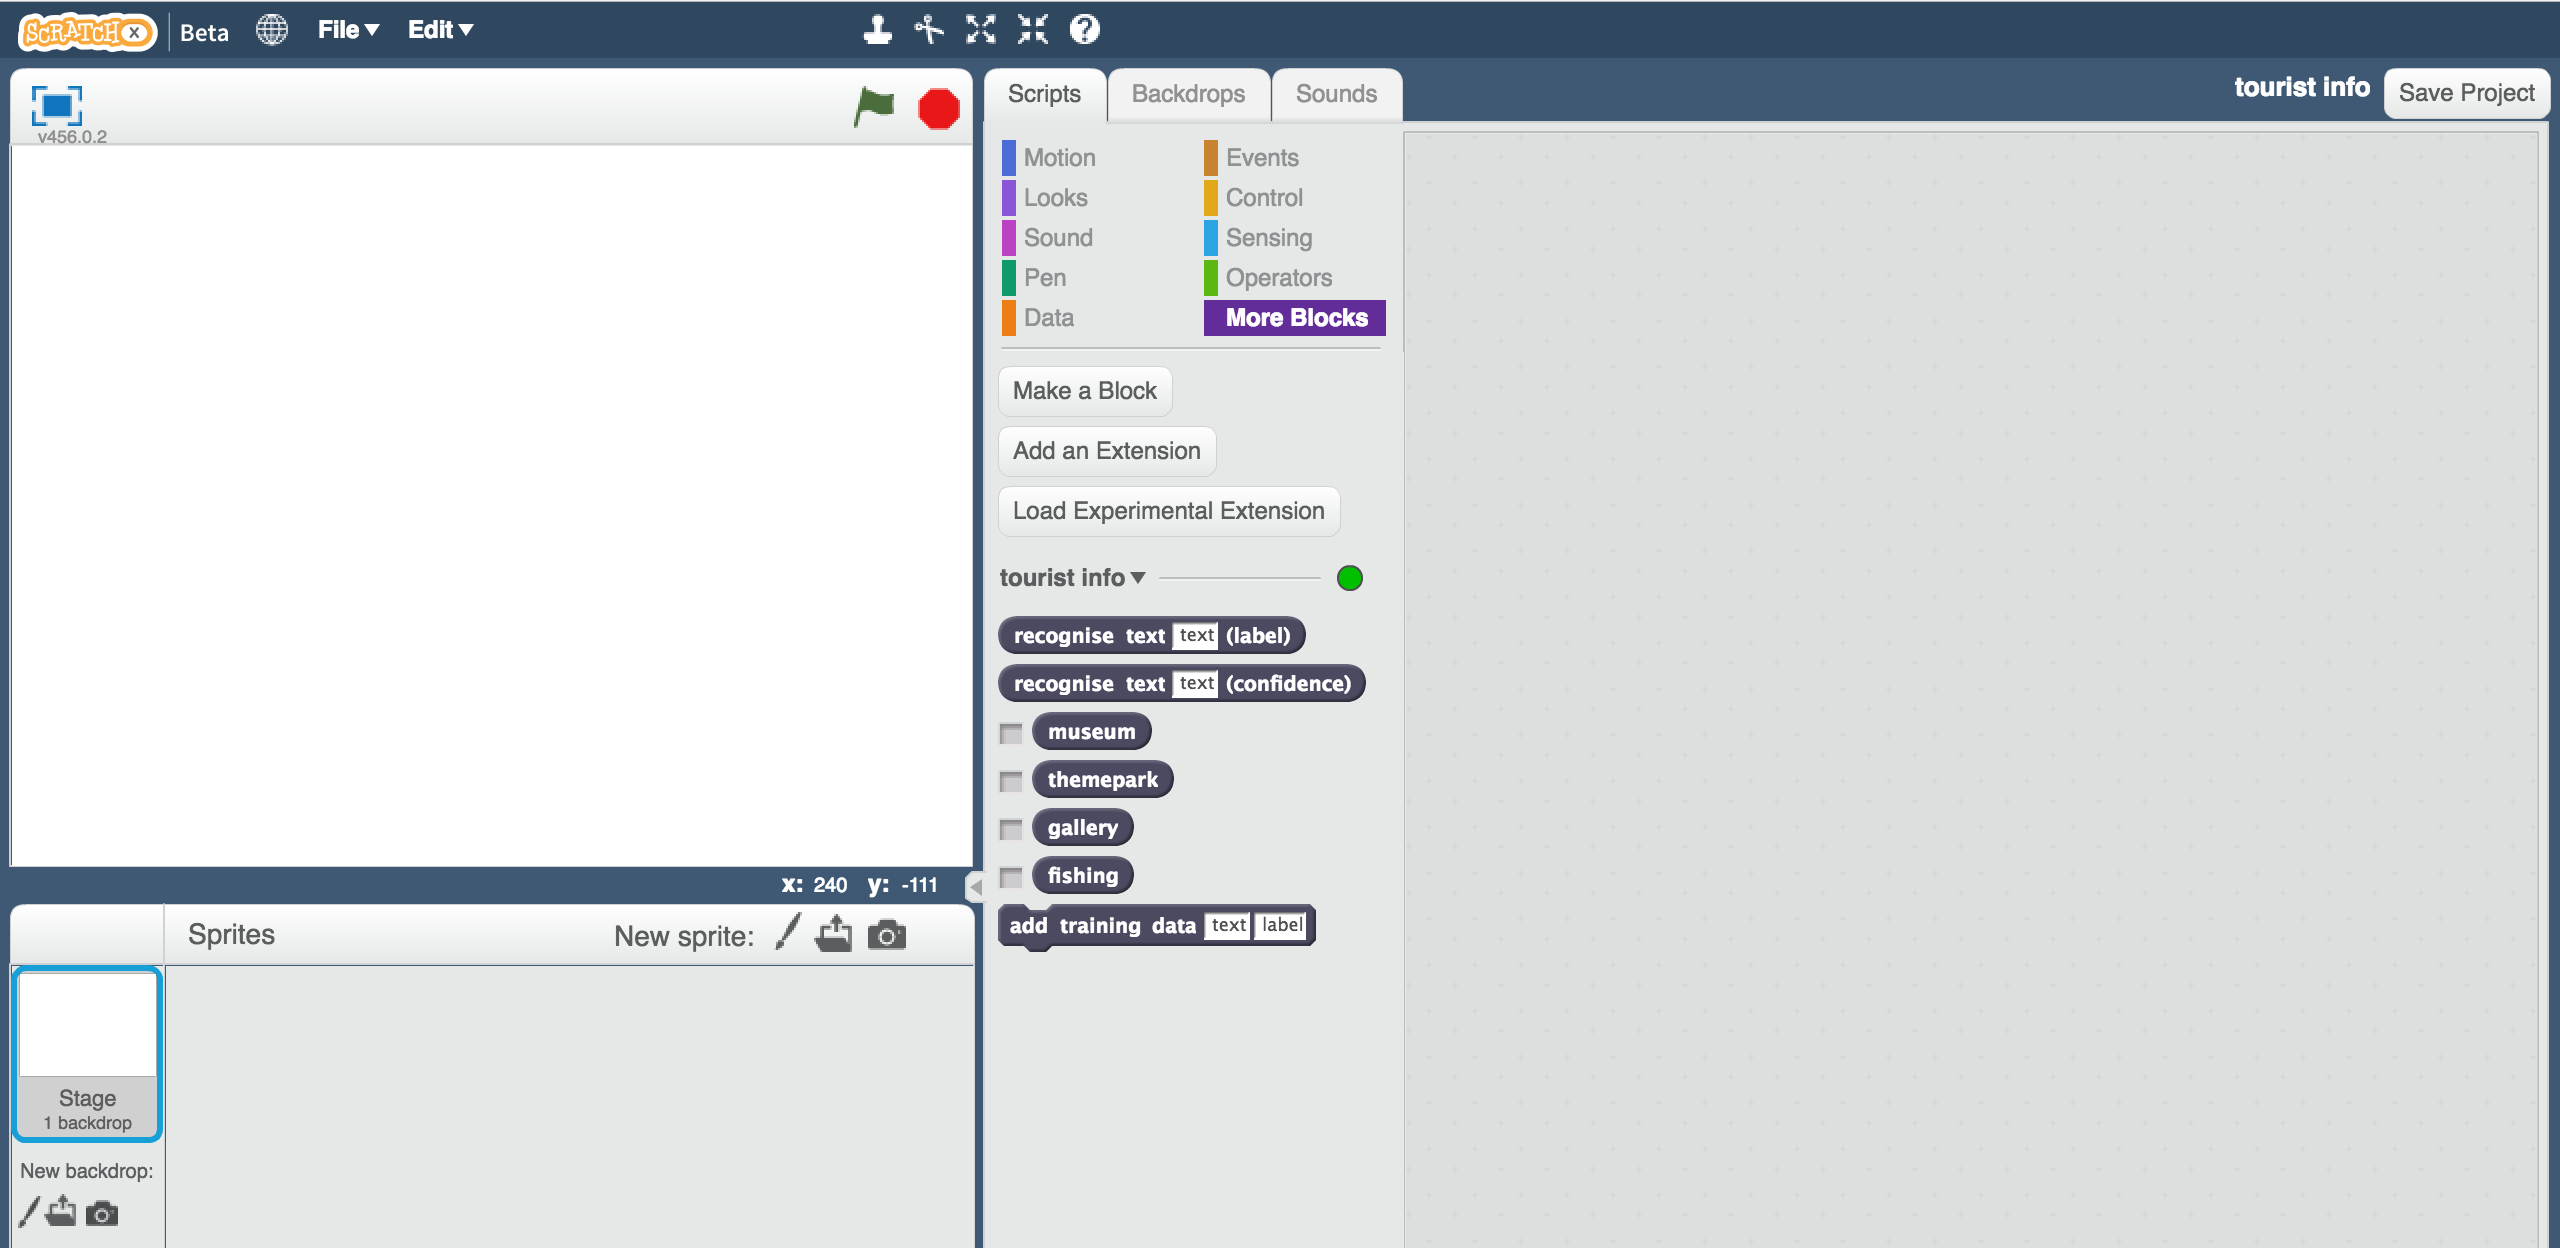 SCRATCH X Beta File Edit
v456.0.2
Scripts Backdrops Sounds
tourist info Save Project
Motion Events
Looks Control
Sound Sensing
Pen Operators
Data More Blocks
Make a Block
Add an Extension
Load Experimental Extension
tourist info
recognise text text (label)
recognise text text (confidence)
museum
themepark
gallery
fishing
add training data text label
x: 240 y: -111
Sprites New sprite:
Stage
1 backdrop
New backdrop: